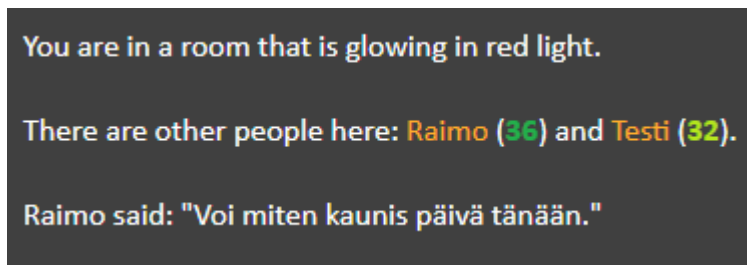 You are in a room that is glowing in red light.
There are other people here: Raimo (36) and Testi (32).
Raimo said: "Voi miten kaunis päivä tänään."